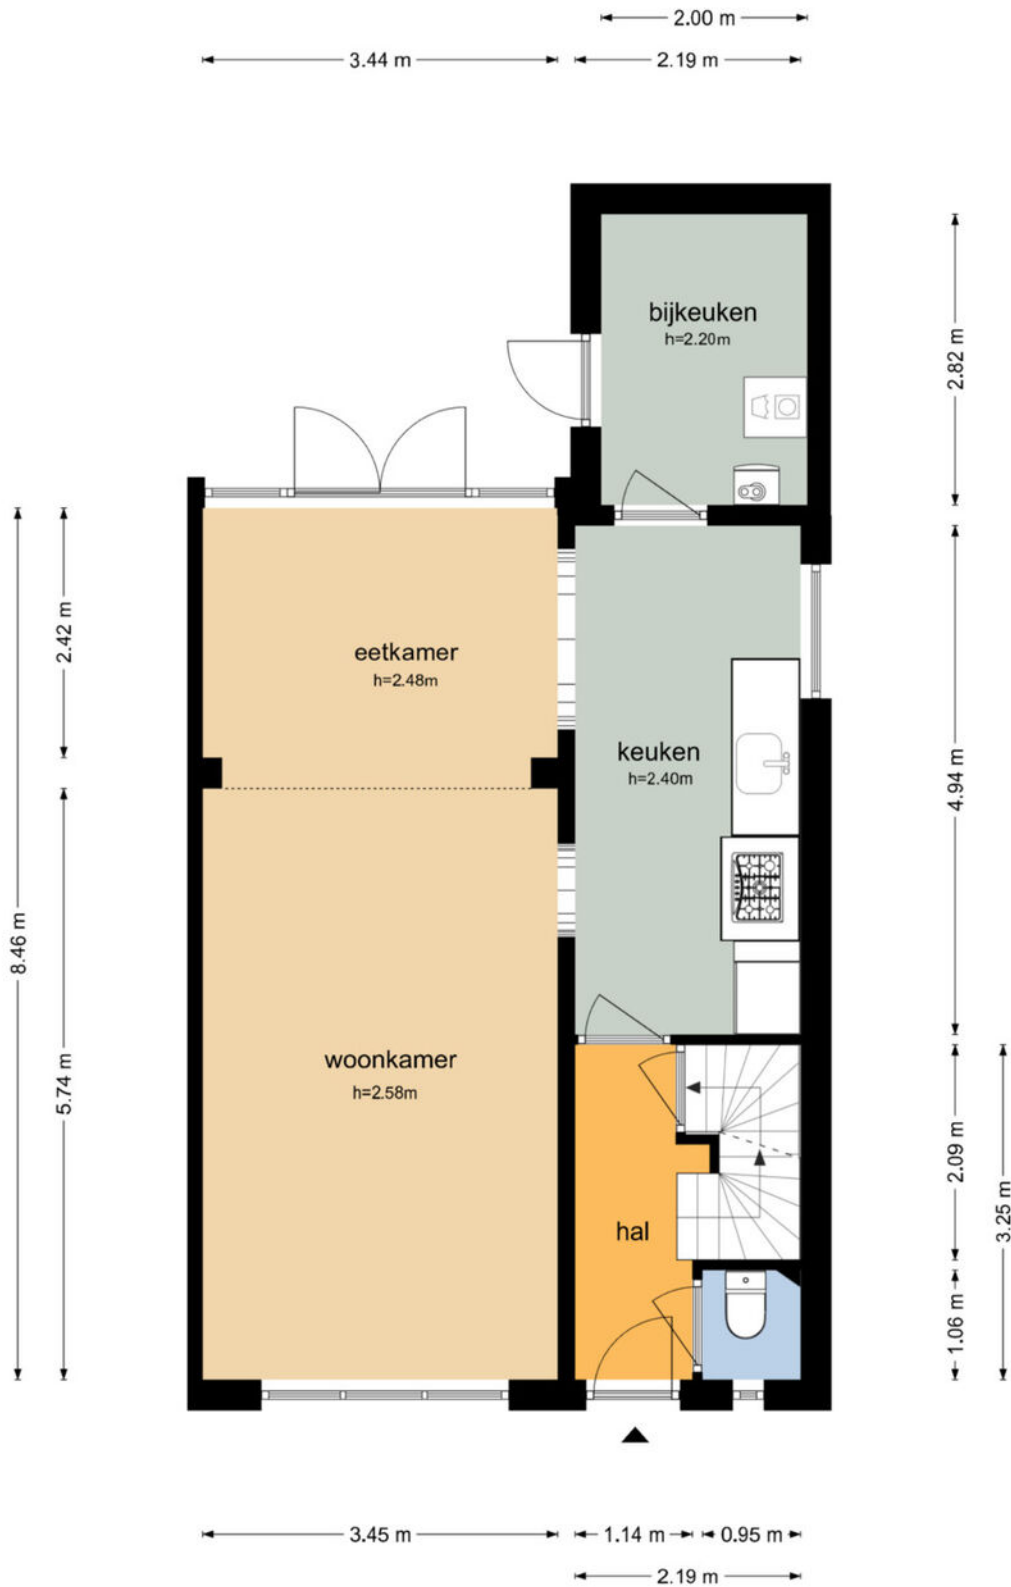 2.00 m
3.44 m
2.19 m
bijkeuken
h=2.20m
2.82 m
eetkamer
h=2.48m
2.42 m
keuken
h=2.40m
4.94 m
8.46 m
5.74 m
woonkamer
h=2.58m
hal
2.09 m
3.25 m
1.06 m
3.45 m
1.14 m
0.95 m
2.19 m